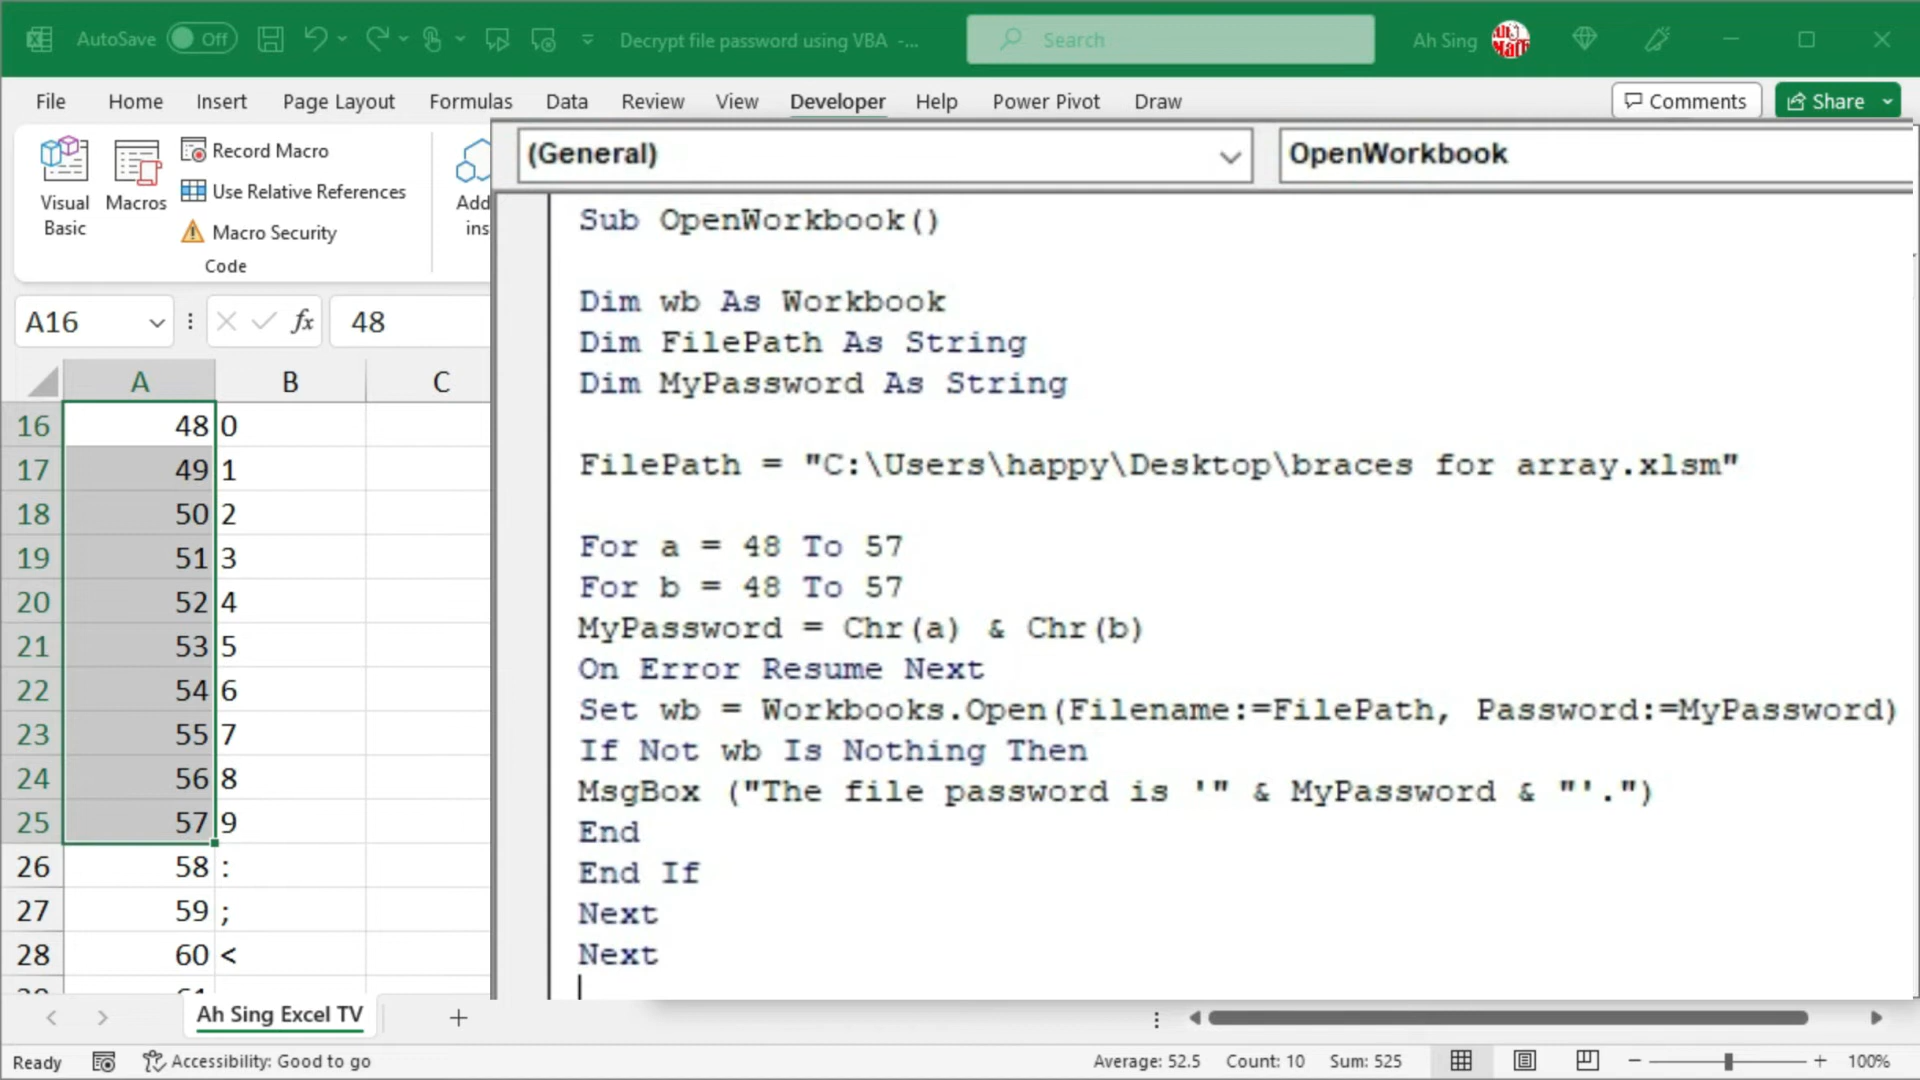 AutoSave Off Decrypt file password using VBA -... Search Ah Sing
File Home Insert Page Layout Formulas Data Review View Developer Help Power Pivot Draw Comments Share
Visual Basic
Macros
Record Macro
Use Relative References
Macro Security
Code
Add
ins
(General) OpenWorkbook
A16 fx 48
A B C
16 48 0
17 49 1
18 50 2
19 51 3
20 52 4
21 53 5
22 54 6
23 55 7
24 56 8
25 57 9
26 58 :
27 59 ;
28 60 <
Sub OpenWorkbook()
Dim wb As Workbook
Dim FilePath As String
Dim MyPassword As String
FilePath = "C:\Users\happy\Desktop\braces for array.xlsm"
For a = 48 To 57
For b = 48 To 57
MyPassword = Chr(a) & Chr(b)
On Error Resume Next
Set wb = Workbooks.Open(Filename:=FilePath, Password:=MyPassword)
If Not wb Is Nothing Then
MsgBox ("The file password is '" & MyPassword & "'.")
End
End If
Next
Next
Ah Sing Excel TV
Ready Accessibility: Good to go Average: 52.5 Count: 10 Sum: 525 100%